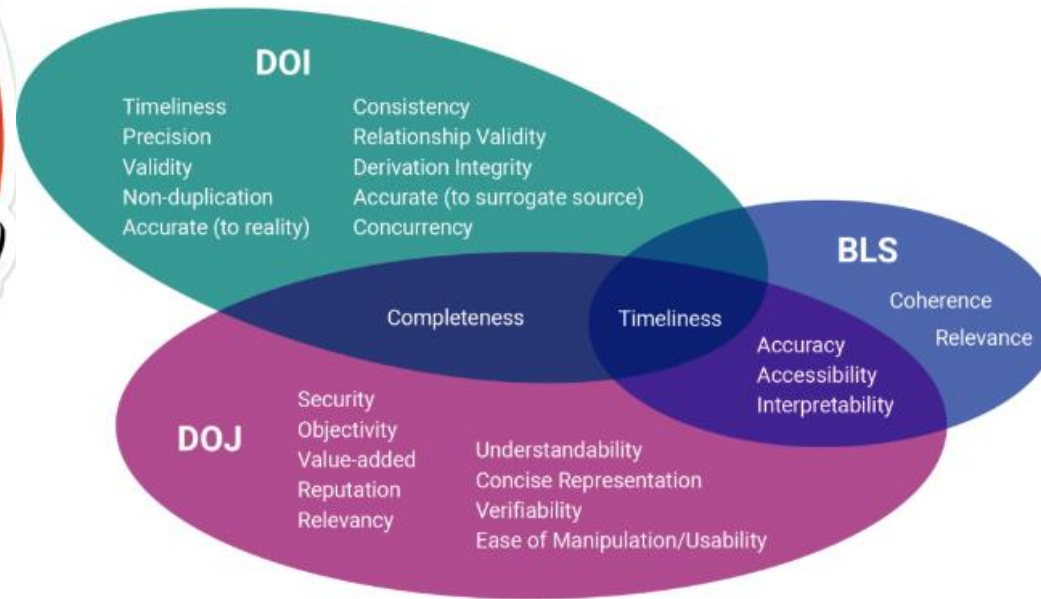 DOI
Timeliness
Precision
Validity
Non-duplication
Accurate (to reality)
Consistency
Relationship Validity
Derivation Integrity
Accurate (to surrogate source)
Concurrency
BLS
Coherence
Relevance
Completeness
Timeliness
Accuracy
Accessibility
Interpretability
DOJ
Security
Objectivity
Value-added
Reputation
Relevancy
Understandability
Concise Representation
Verifiability
Ease of Manipulation/Usability